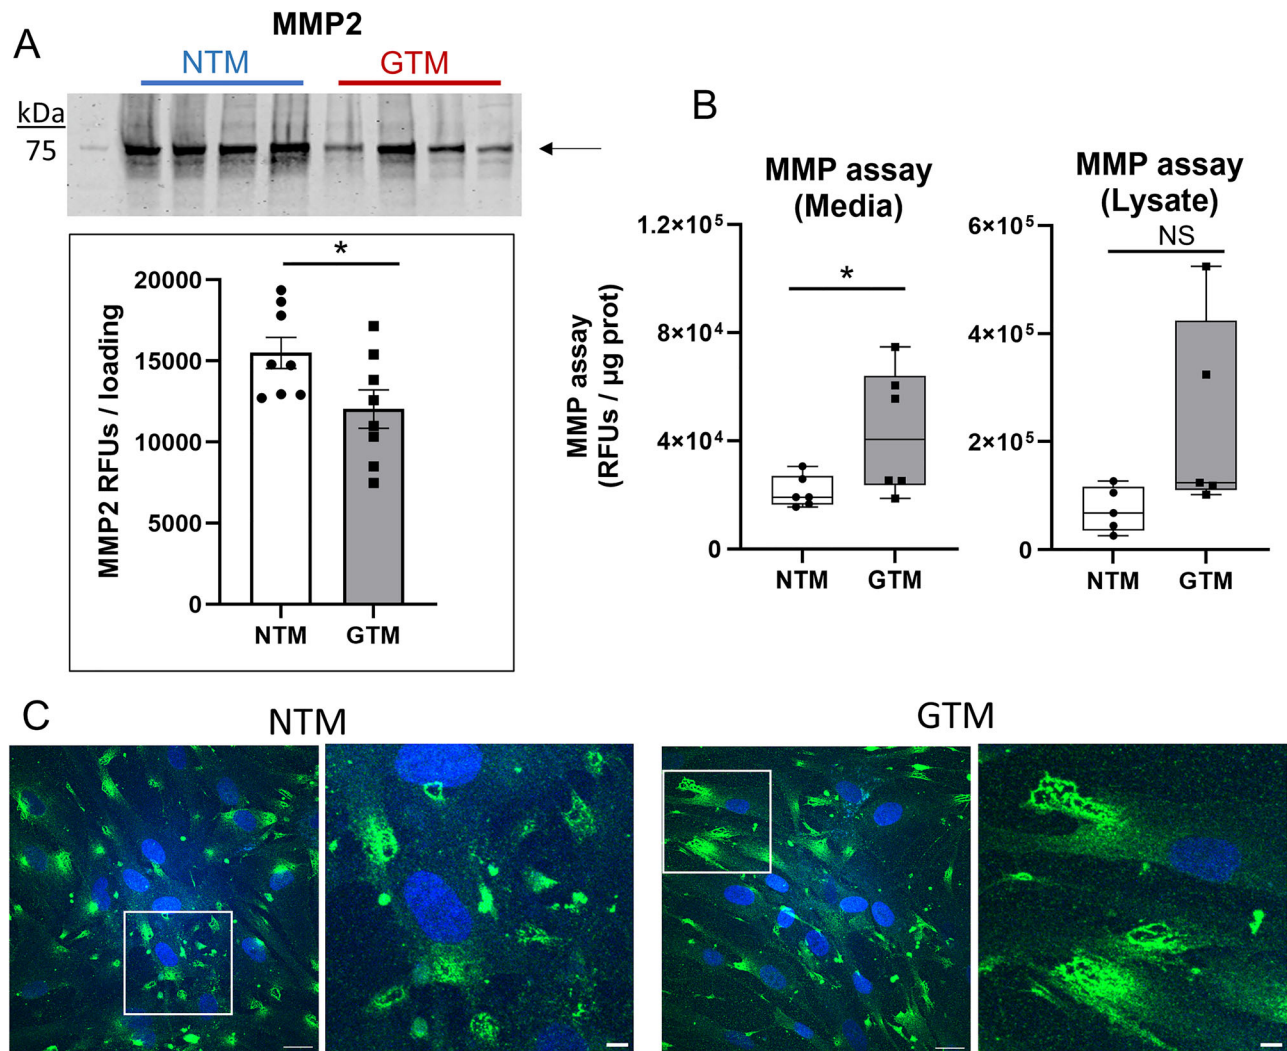 A
MMP2
NTM
GTM
kDa
75
*
20000
15000
10000
5000
0
MMP2 RFUs / loading
NTM
GTM
B
MMP assay
(Media)
MMP assay
(RFUs / µg prot)
1.2×10⁵
8×10⁴
4×10⁴
0
*
NTM
GTM
MMP assay
(Lysate)
6×10⁵
4×10⁵
2×10⁵
0
NS
NTM
GTM
C
NTM
GTM